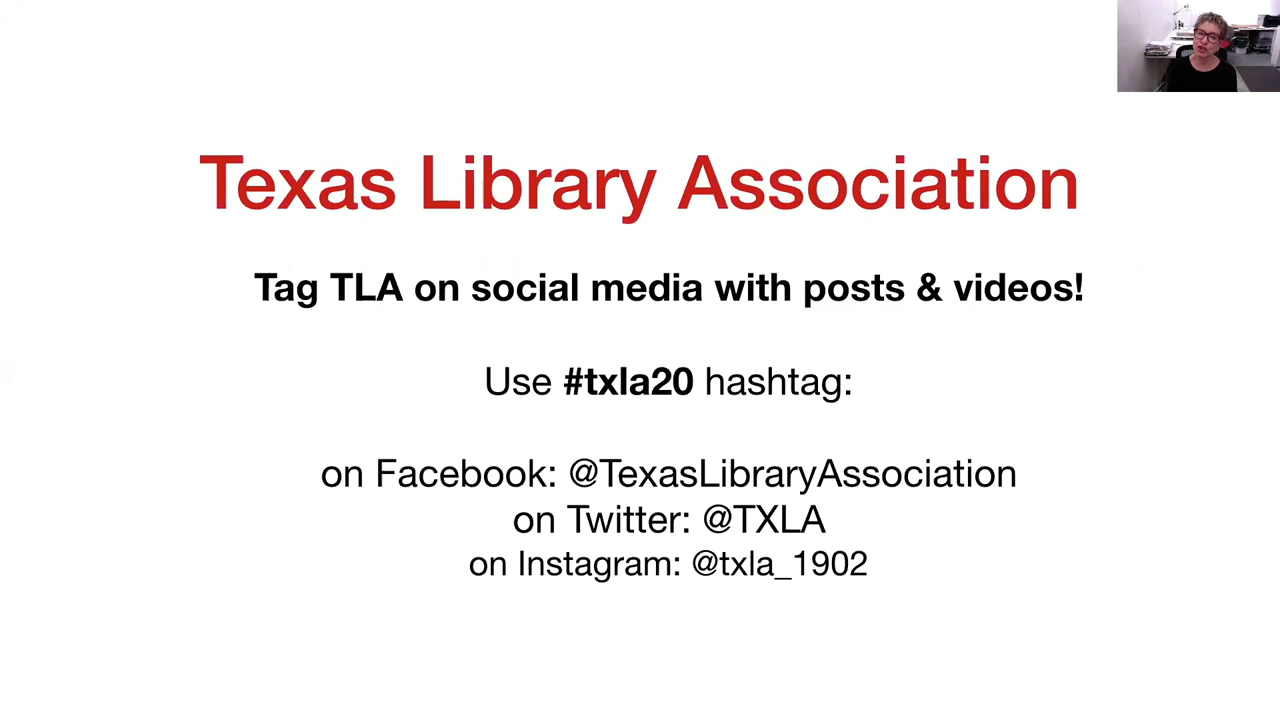 Texas Library Association
Tag TLA on social media with posts & videos!
Use #txla20 hashtag:
on Facebook: @TexasLibraryAssociation
on Twitter: @TXLA
on Instagram: @txla_1902